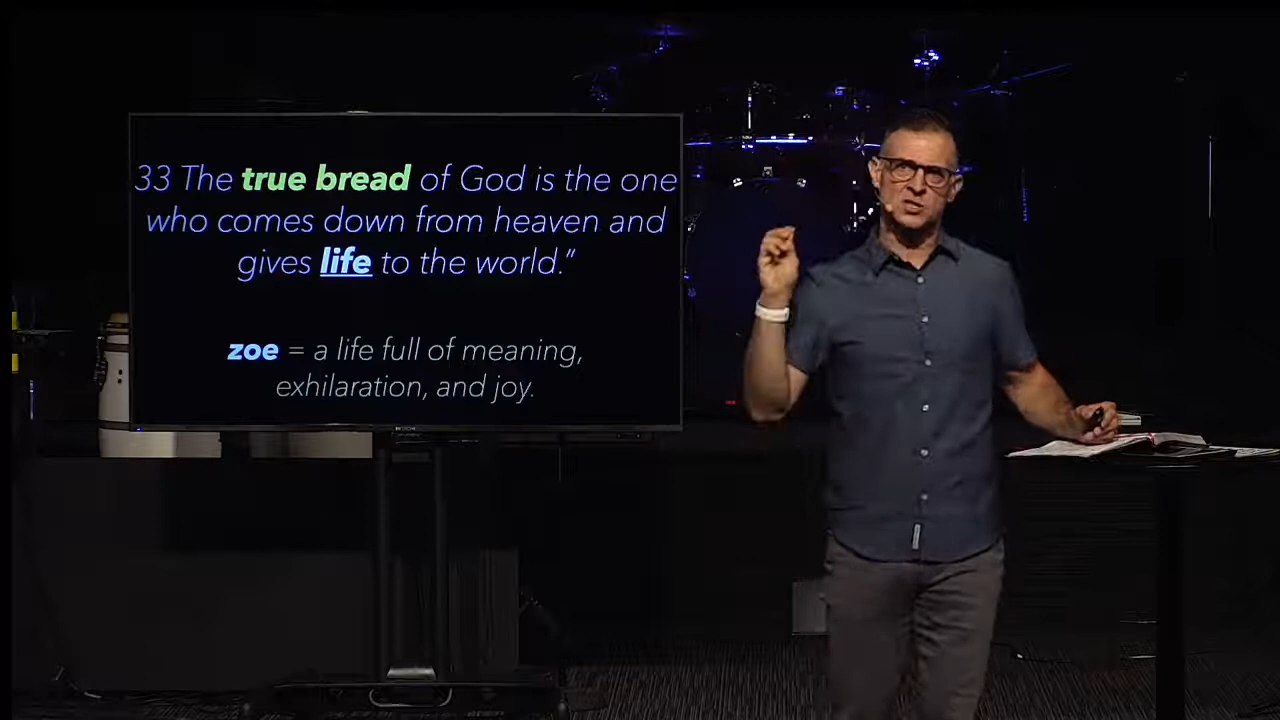 33 The true bread of God is the one
who comes down from heaven and
gives life to the world.”
zoe = a life full of meaning,
exhilaration, and joy.